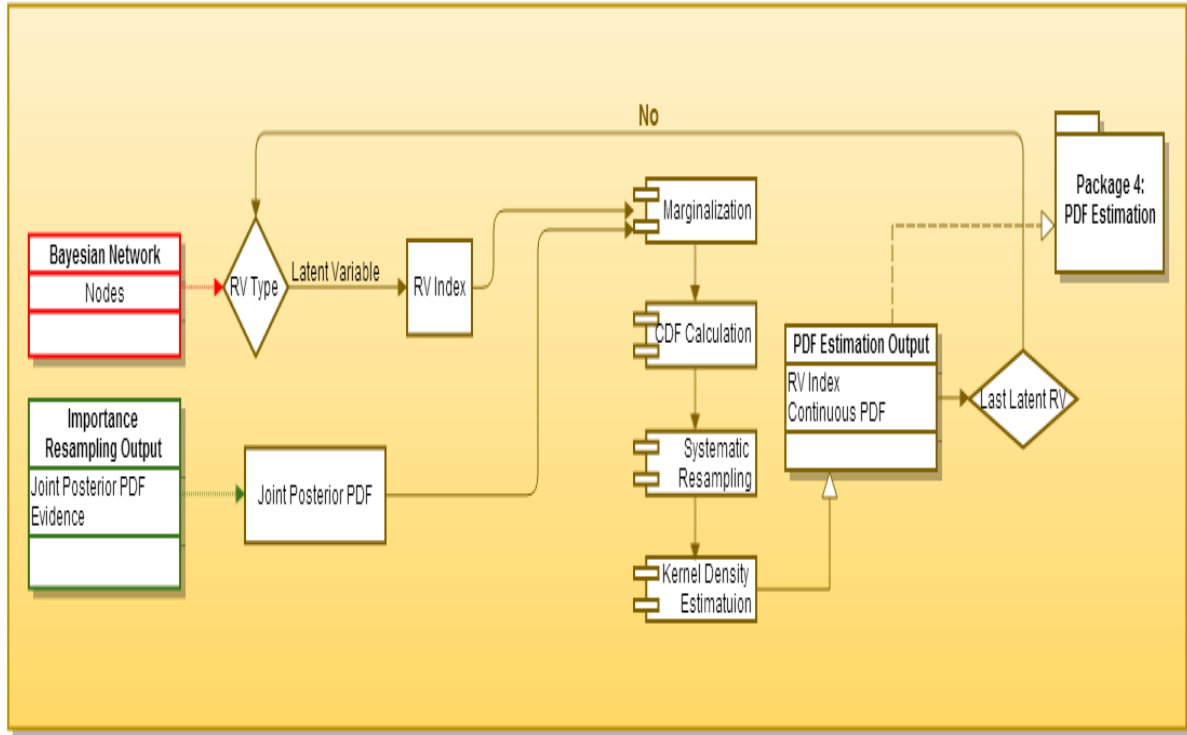 No
Package 4:
PDF Estimation
Marginalization
Bayesian Network
Nodes
RV Type
Latent Variable
RV Index
CDF Calculation
PDF Estimation Output
RV Index
Continuous PDF
Last Latent RV
Importance
Resampling Output
Joint Posterior PDF
Evidence
Joint Posterior PDF
Systematic
Resampling
Kernel Density
Estimatuion